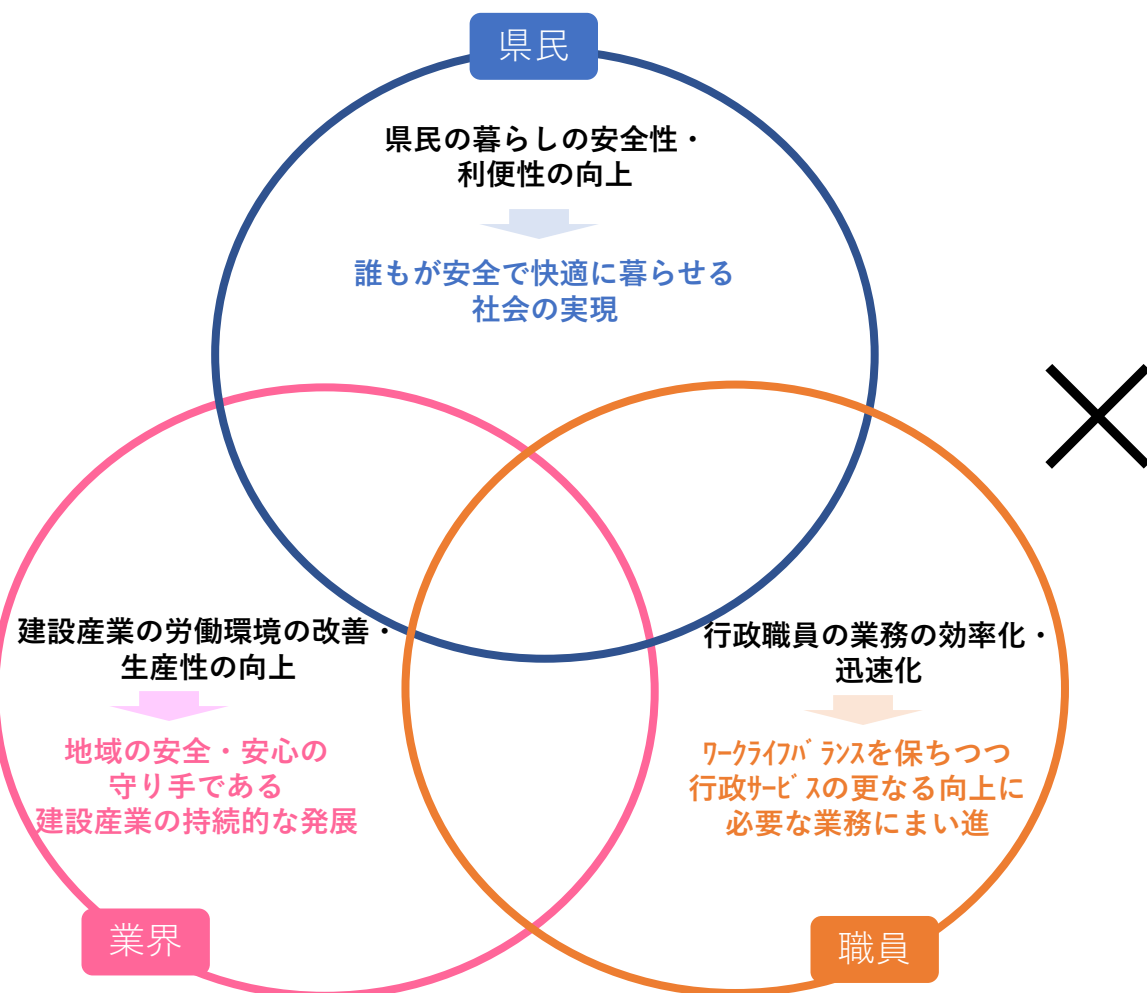 県民
県民の暮らしの安全性・
利便性の向上
誰もが安全で快適に暮らせる
社会の実現
建設産業の労働環境の改善・
生産性の向上
地域の安全・安心の
守り手である
建設産業の持続的な発展
業界
行政職員の業務の効率化・
迅速化
ﾜｰｸﾗｲﾌﾊﾞﾗﾝｽを保ちつつ
行政ｻｰﾋﾞｽの更なる向上に
必要な業務にまい進
職員